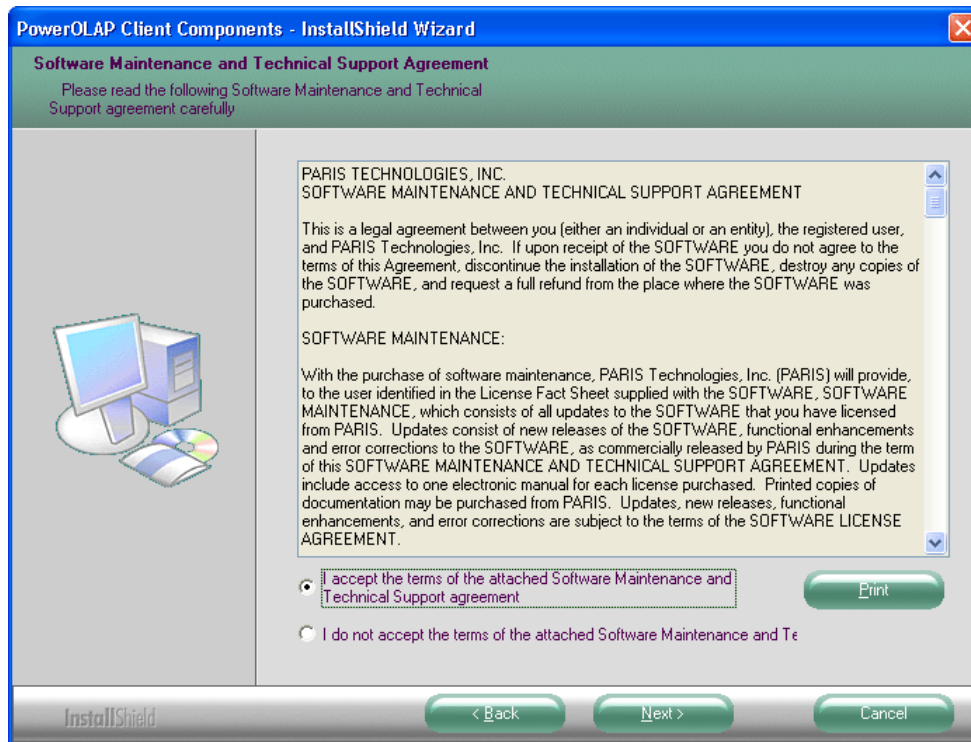 PowerOLAP Client Components - InstallShield Wizard
Software Maintenance and Technical Support Agreement
Please read the following Software Maintenance and Technical
Support agreement carefully
PARIS TECHNOLOGIES, INC.
SOFTWARE MAINTENANCE AND TECHNICAL SUPPORT AGREEMENT
This is a legal agreement between you (either an individual or an entity), the registered user,
and PARIS Technologies, Inc.  If upon receipt of the SOFTWARE you do not agree to the
terms of this Agreement, discontinue the installation of the SOFTWARE, destroy any copies of
the SOFTWARE, and request a full refund from the place where the SOFTWARE was
purchased.
SOFTWARE MAINTENANCE:
With the purchase of software maintenance, PARIS Technologies, Inc. (PARIS) will provide,
to the user identified in the License Fact Sheet supplied with the SOFTWARE, SOFTWARE
MAINTENANCE, which consists of all updates to the SOFTWARE that you have licensed
from PARIS.  Updates consist of new releases of the SOFTWARE, functional enhancements
and error corrections to the SOFTWARE, as commercially released by PARIS during the term
of this SOFTWARE MAINTENANCE AND TECHNICAL SUPPORT AGREEMENT.  Updates
include access to one electronic manual for each license purchased.  Printed copies of
documentation may be purchased from PARIS.  Updates, new releases, functional
enhancements, and error corrections are subject to the terms of the SOFTWARE LICENSE
AGREEMENT.
I accept the terms of the attached Software Maintenance and
Technical Support agreement
Print
I do not accept the terms of the attached Software Maintenance and Te
InstallShield
< Back
Next >
Cancel